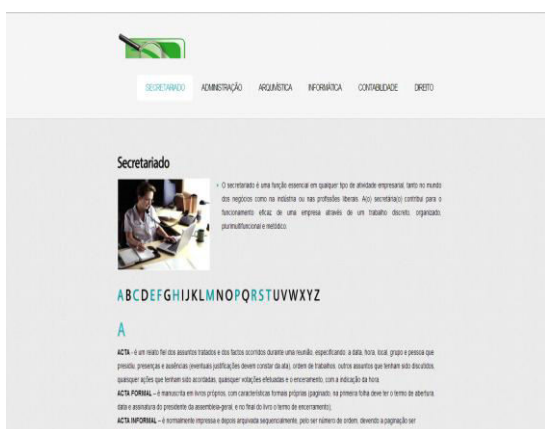 SECRETARIADO ADMINISTRAÇÃO ARQUIVÍSTICA INFORMÁTICA CONTABILIDADE DIREITO
Secretariado
O secretariado é uma função essencial em qualquer tipo de atividade empresarial, tanto no mundo
dos negócios como na indústria ou nas profissões liberais. A(o) secretária(o) contribui para o
funcionamento eficaz de uma empresa através de um trabalho discreto, organizado,
plurimultifuncional e metódico.
ABCDEFGHIJKLMNOPQRSTUVWXYZ
A
ACTA - é um relato fiel dos assuntos tratados e dos factos ocorridos durante uma reunião, especificando: a data, hora, local, grupo e pessoa que
presidiu, presenças e ausências (eventuais justificações devem constar da ata), ordem de trabalhos, outros assuntos que tenham sido discutidos,
quaisquer ações que tenham sido acordadas, quaisquer votações efetuadas e o encerramento, com a indicação da hora.
ACTA FORMAL – é manuscrita em livros próprios, com características formais próprias (paginado; na primeira folha deve ter o termo de abertura,
data e assinatura do presidente da assembleia-geral, e no final do livro o termo de encerramento);
ACTA INFORMAL – é normalmente impressa e depois arquivada sequencialmente, pelo ser número de ordem, devendo a paginação ser